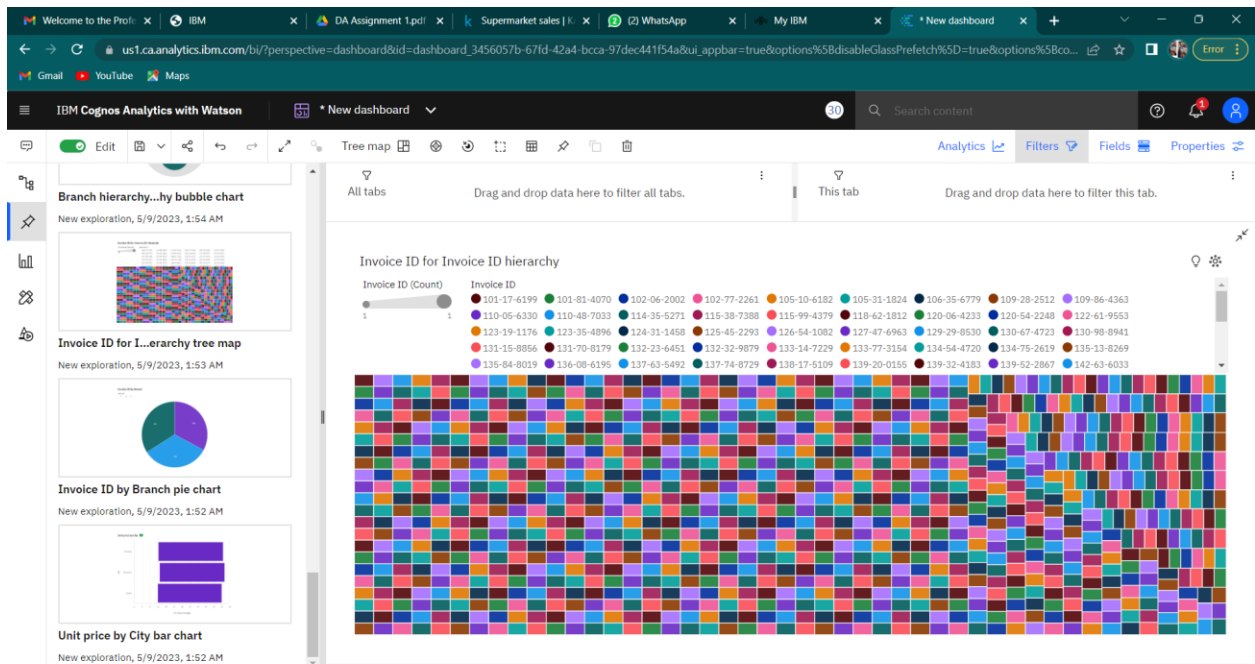 Welcome to the Profe
IBM
DA Assignment 1.pdf
Supermarket sales | K
(2) WhatsApp
My IBM
* New dashboard
us1.ca.analytics.ibm.com/bi/?perspective=dashboard&id=dashboard_3456057b-67fd-42a4-bcca-97dec441f54a&ui_appbar=true&options%5BdisableGlassPrefetch%5D=true&options%5Bco...
Error
Gmail YouTube Maps
IBM Cognos Analytics with Watson
* New dashboard
30
Search content
1
Edit
Tree map
Analytics Filters Fields Properties
Branch hierarchy...hy bubble chart
New exploration, 5/9/2023, 1:54 AM
Invoice ID for I...erarchy tree map
New exploration, 5/9/2023, 1:53 AM
Invoice ID by Branch pie chart
New exploration, 5/9/2023, 1:52 AM
Unit price by City bar chart
New exploration, 5/9/2023, 1:52 AM
All tabs
Drag and drop data here to filter all tabs.
This tab
Drag and drop data here to filter this tab.
Invoice ID for Invoice ID hierarchy
Invoice ID (Count)
1 1
Invoice ID
101-17-6199 101-81-4070 102-06-2002 102-77-2261 105-10-6182 105-31-1824 106-35-6779 109-28-2512 109-86-4363
110-05-6330 110-48-7033 114-35-5271 115-38-7388 115-99-4379 118-62-1812 120-06-4233 120-54-2248 122-61-9553
123-19-1176 123-35-4896 124-31-1458 125-45-2293 126-54-1082 127-47-6963 129-29-8530 130-67-4723 130-98-8941
131-15-8856 131-70-8179 132-23-6451 132-32-9879 133-14-7229 133-77-3154 134-54-4720 134-75-2619 135-13-8269
135-84-8019 136-08-6195 137-63-5492 137-74-8729 138-17-5109 139-20-0155 139-32-4183 139-52-2867 142-63-6033